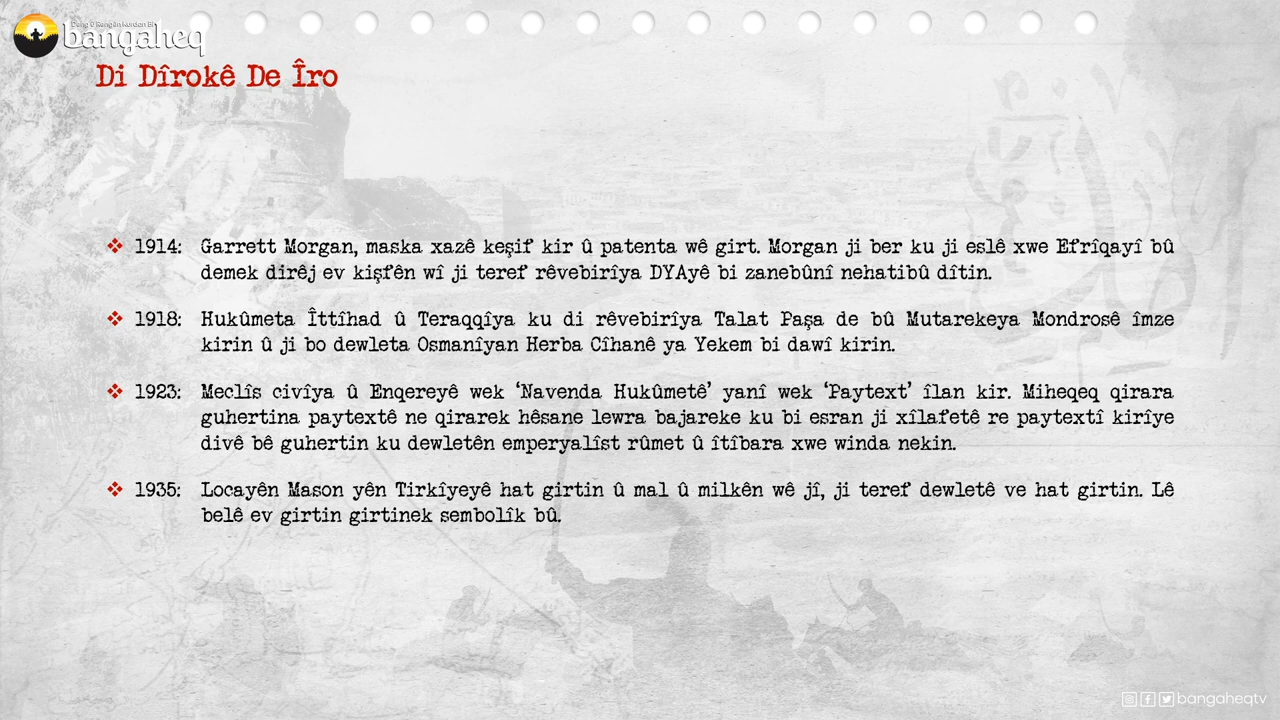 Deng û Bangên Kurdan Bi
bangaheq
Di Dîrokê De Îro
❖ 1914: Garrett Morgan, maska xazê keşif kir û patenta wê girt. Morgan ji ber ku ji eslê xwe Efrîqayî bû
demek dirêj ev kişfên wî ji teref rêvebirîya DYAyê bi zanebûnî nehatibû dîtin.
❖ 1918: Hukûmeta Îttîhad û Teraqqîya ku di rêvebirîya Talat Paşa de bû Mutarekeya Mondrosê îmze
kirin û ji bo dewleta Osmanîyan Herba Cîhanê ya Yekem bi dawî kirin.
❖ 1923: Meclîs civîya û Enqereyê wek ‘Navenda Hukûmetê’ yanî wek ‘Paytext’ îlan kir. Miheqeq qirara
guhertina paytextê ne qirarek hêsane lewra bajareke ku bi esran ji xîlafetê re paytextî kirîye
divê bê guhertin ku dewletên emperyalîst rûmet û îtîbara xwe winda nekin.
❖ 1935: Locayên Mason yên Tirkîyeyê hat girtin û mal û milkên wê ji, ji teref dewletê ve hat girtin. Lê
belê ev girtin girtinek sembolîk bû.
bangaheqtv